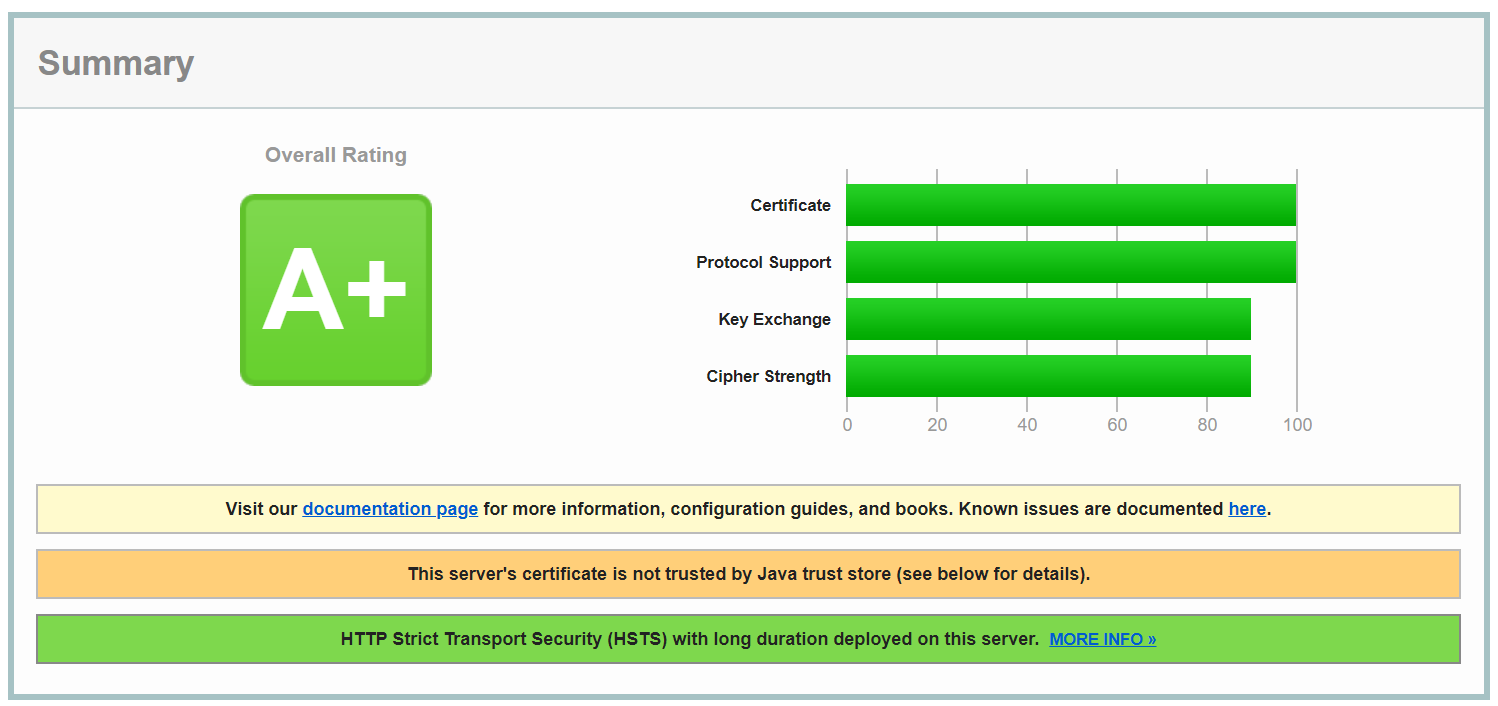 Summary
Overall Rating
A+
Certificate
Protocol Support
Key Exchange
Cipher Strength
0 20 40 60 80 100
Visit our documentation page for more information, configuration guides, and books. Known issues are documented here.
This server's certificate is not trusted by Java trust store (see below for details).
HTTP Strict Transport Security (HSTS) with long duration deployed on this server. MORE INFO »